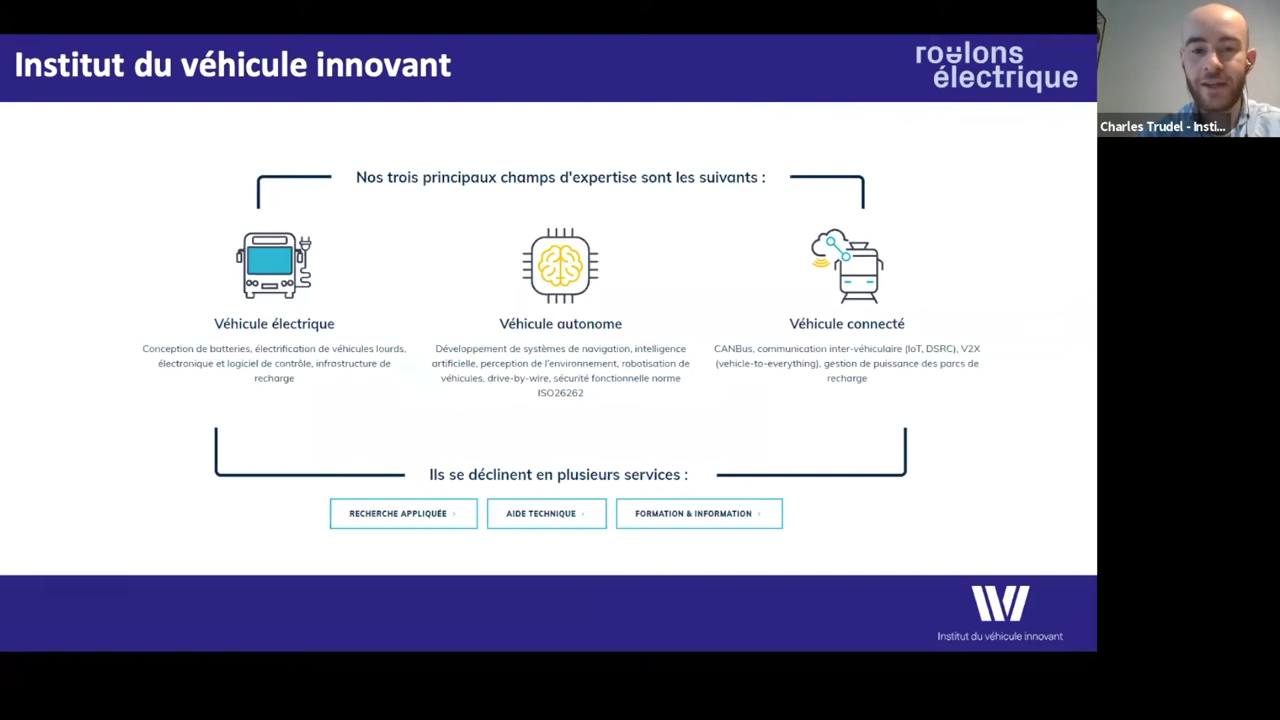 Institut du véhicule innovant
roulons
électrique
Charles Trudel - Insti...
Nos trois principaux champs d'expertise sont les suivants :
Véhicule électrique
Conception de batteries, électrification de véhicules lourds,
électronique et logiciel de contrôle, infrastructure de
recharge
Véhicule autonome
Développement de systèmes de navigation, intelligence
artificielle, perception de l'environnement, robotisation de
véhicules, drive-by-wire, sécurité fonctionnelle norme
ISO26262
Véhicule connecté
CANBus, communication inter-véhiculaire (IoT, DSRC), V2X
(vehicle-to-everything), gestion de puissance des parcs de
recharge
Ils se déclinent en plusieurs services :
RECHERCHE APPLIQUÉE ›
AIDE TECHNIQUE ›
FORMATION & INFORMATION ›
Institut du véhicule innovant